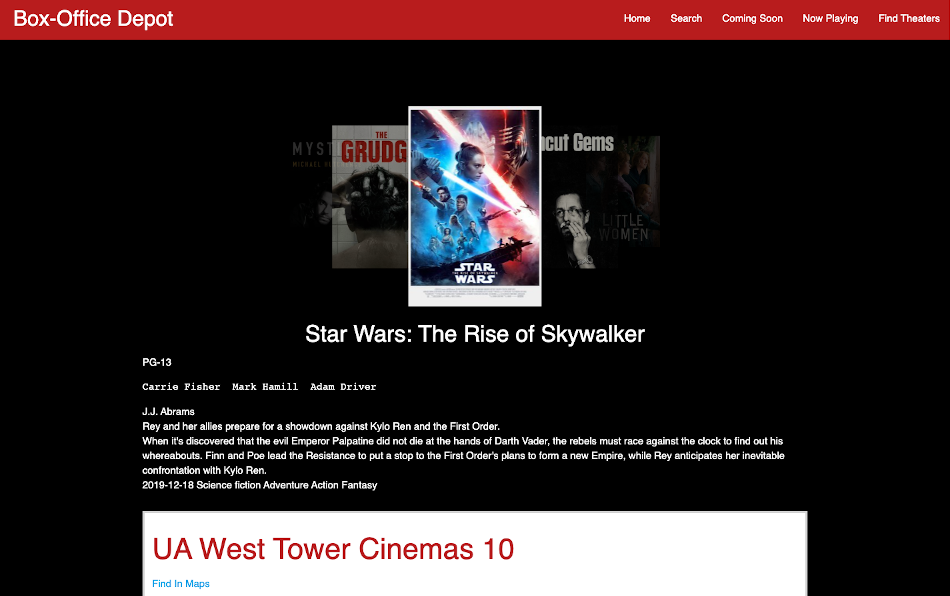 Box-Office Depot
Home Search Coming Soon Now Playing Find Theaters
MYST
MICHAEL
THE
GRUDG
STAR
THE RISE OF SKYWALKER
WARS
ncut Gems
LITTLE
WOMEN
Star Wars: The Rise of Skywalker
PG-13
Carrie Fisher Mark Hamill Adam Driver
J.J. Abrams
Rey and her allies prepare for a showdown against Kylo Ren and the First Order.
When it's discovered that the evil Emperor Palpatine did not die at the hands of Darth Vader, the rebels must race against the clock to find out his
whereabouts. Finn and Poe lead the Resistance to put a stop to the First Order's plans to form a new Empire, while Rey anticipates her inevitable
confrontation with Kylo Ren.
2019-12-18 Science fiction Adventure Action Fantasy
UA West Tower Cinemas 10
Find In Maps